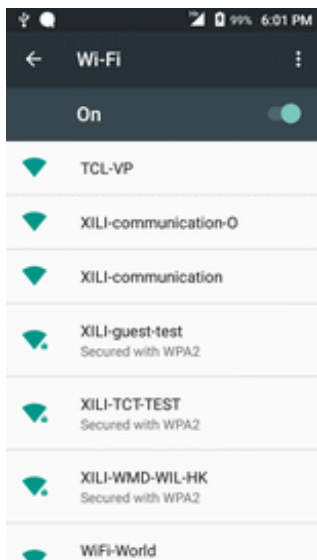 99% 6:01 PM
Wi-Fi
On
TCL-VP
XILI-communication-O
XILI-communication
XILI-guest-test
Secured with WPA2
XILI-TCT-TEST
Secured with WPA2
XILI-WMD-WIL-HK
Secured with WPA2
WiFi-World